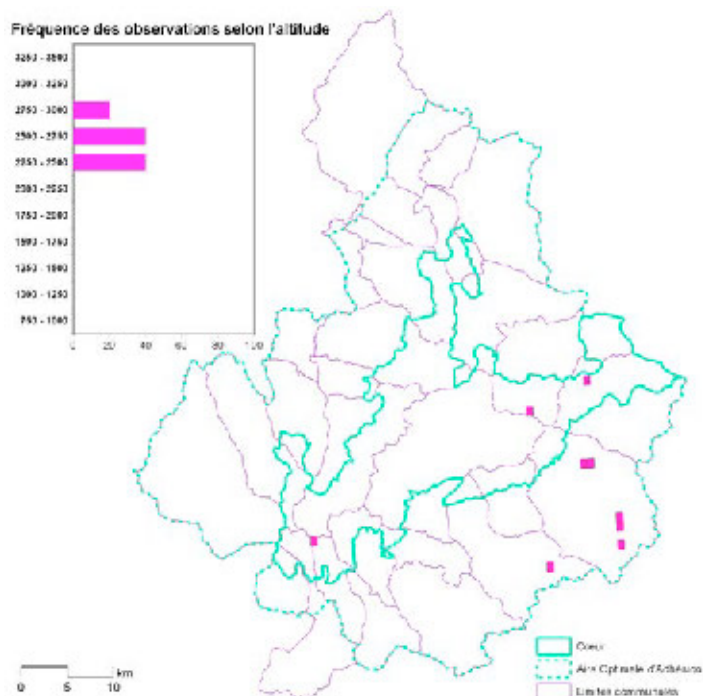 Fréquence des observations selon l'altitude
3250 - 3500
3000 - 3250
2750 - 3000
2500 - 2750
2250 - 2500
2000 - 2250
1750 - 2000
1500 - 1750
1250 - 1500
1000 - 1250
750 - 1000
0 20 40 60 80 100
Coeur
Aire Optimale d'Adhésion
Limites communales
km
0 5 10